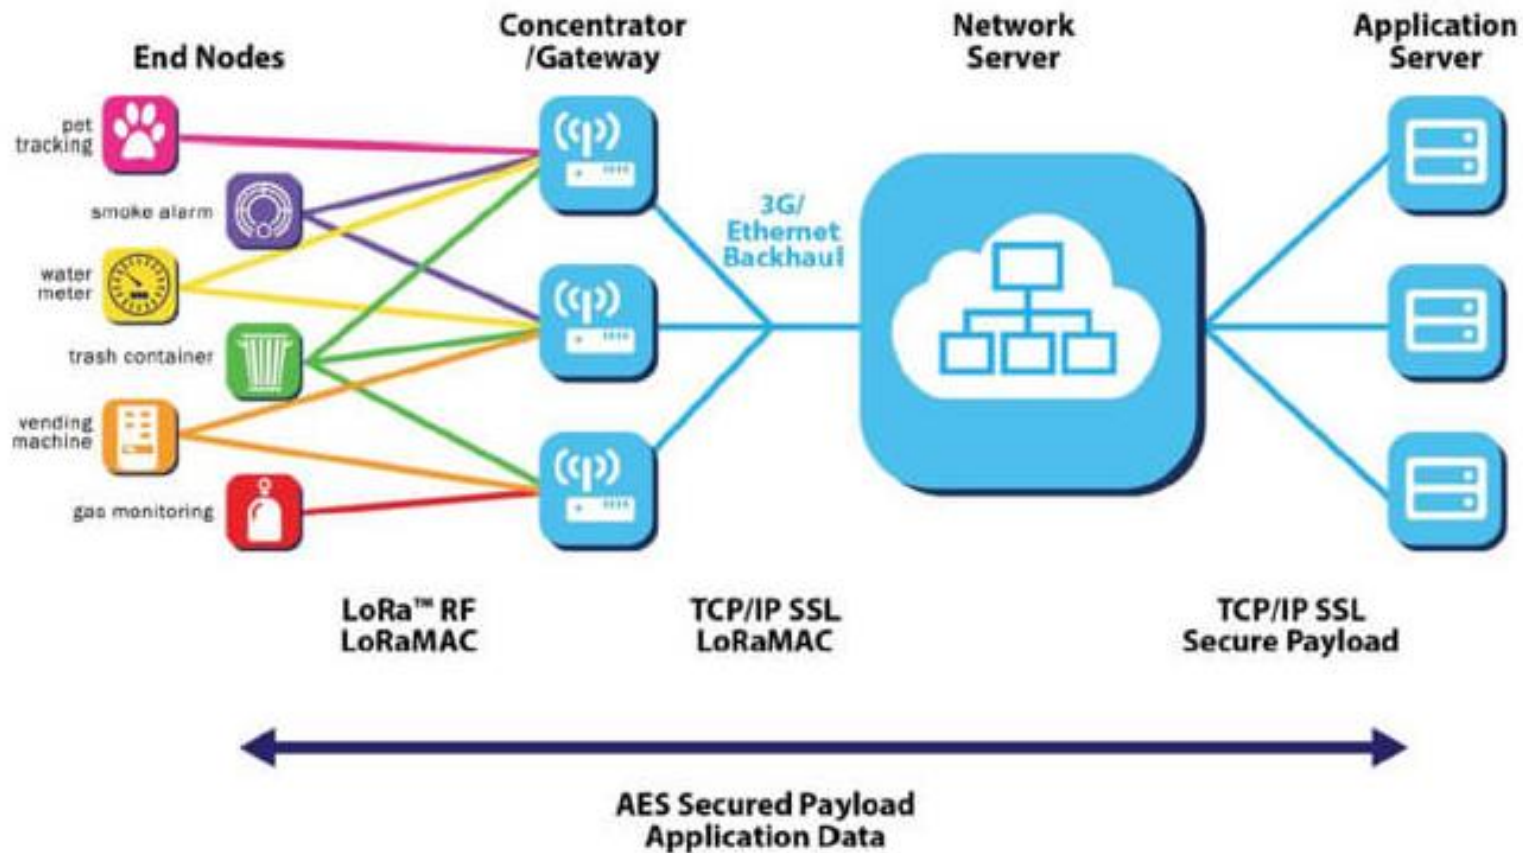 End Nodes
Concentrator
/Gateway
Network
Server
Application
Server
pet
tracking
smoke alarm
water
meter
trash container
vending
machine
gas monitoring
3G/
Ethernet
Backhaul
LoRa™ RF
LoRaMAC
TCP/IP SSL
LoRaMAC
TCP/IP SSL
Secure Payload
AES Secured Payload
Application Data